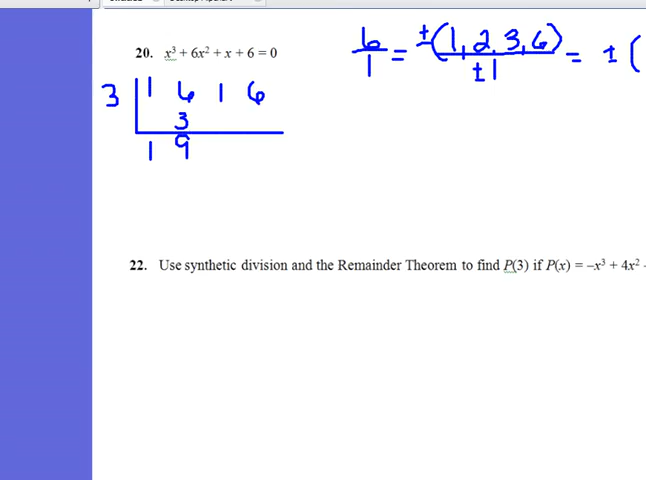 20. x³ + 6x² + x + 6 = 0
6/1 = ±(1, 2, 3, 6)/±1 = ± (
3 | 1 6 1 6
3
1 9
22. Use synthetic division and the Remainder Theorem to find P(3) if P(x) = –x³ + 4x²